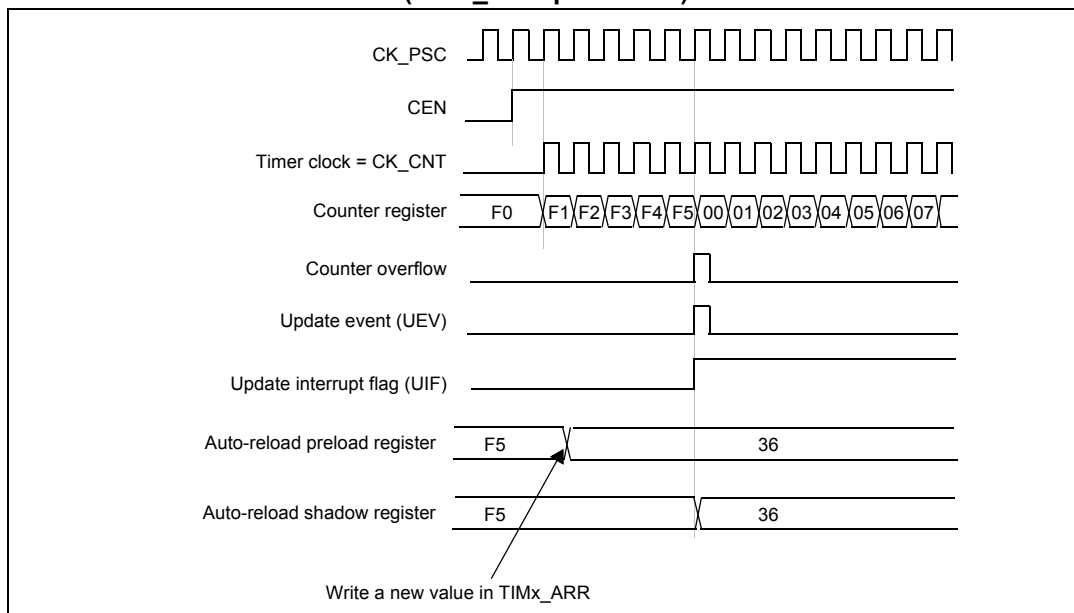 CK_PSC
CEN
Timer clock = CK_CNT
Counter register F0 F1 F2 F3 F4 F5 00 01 02 03 04 05 06 07
Counter overflow
Update event (UEV)
Update interrupt flag (UIF)
Auto-reload preload register F5 36
Auto-reload shadow register F5 36
Write a new value in TIMx_ARR